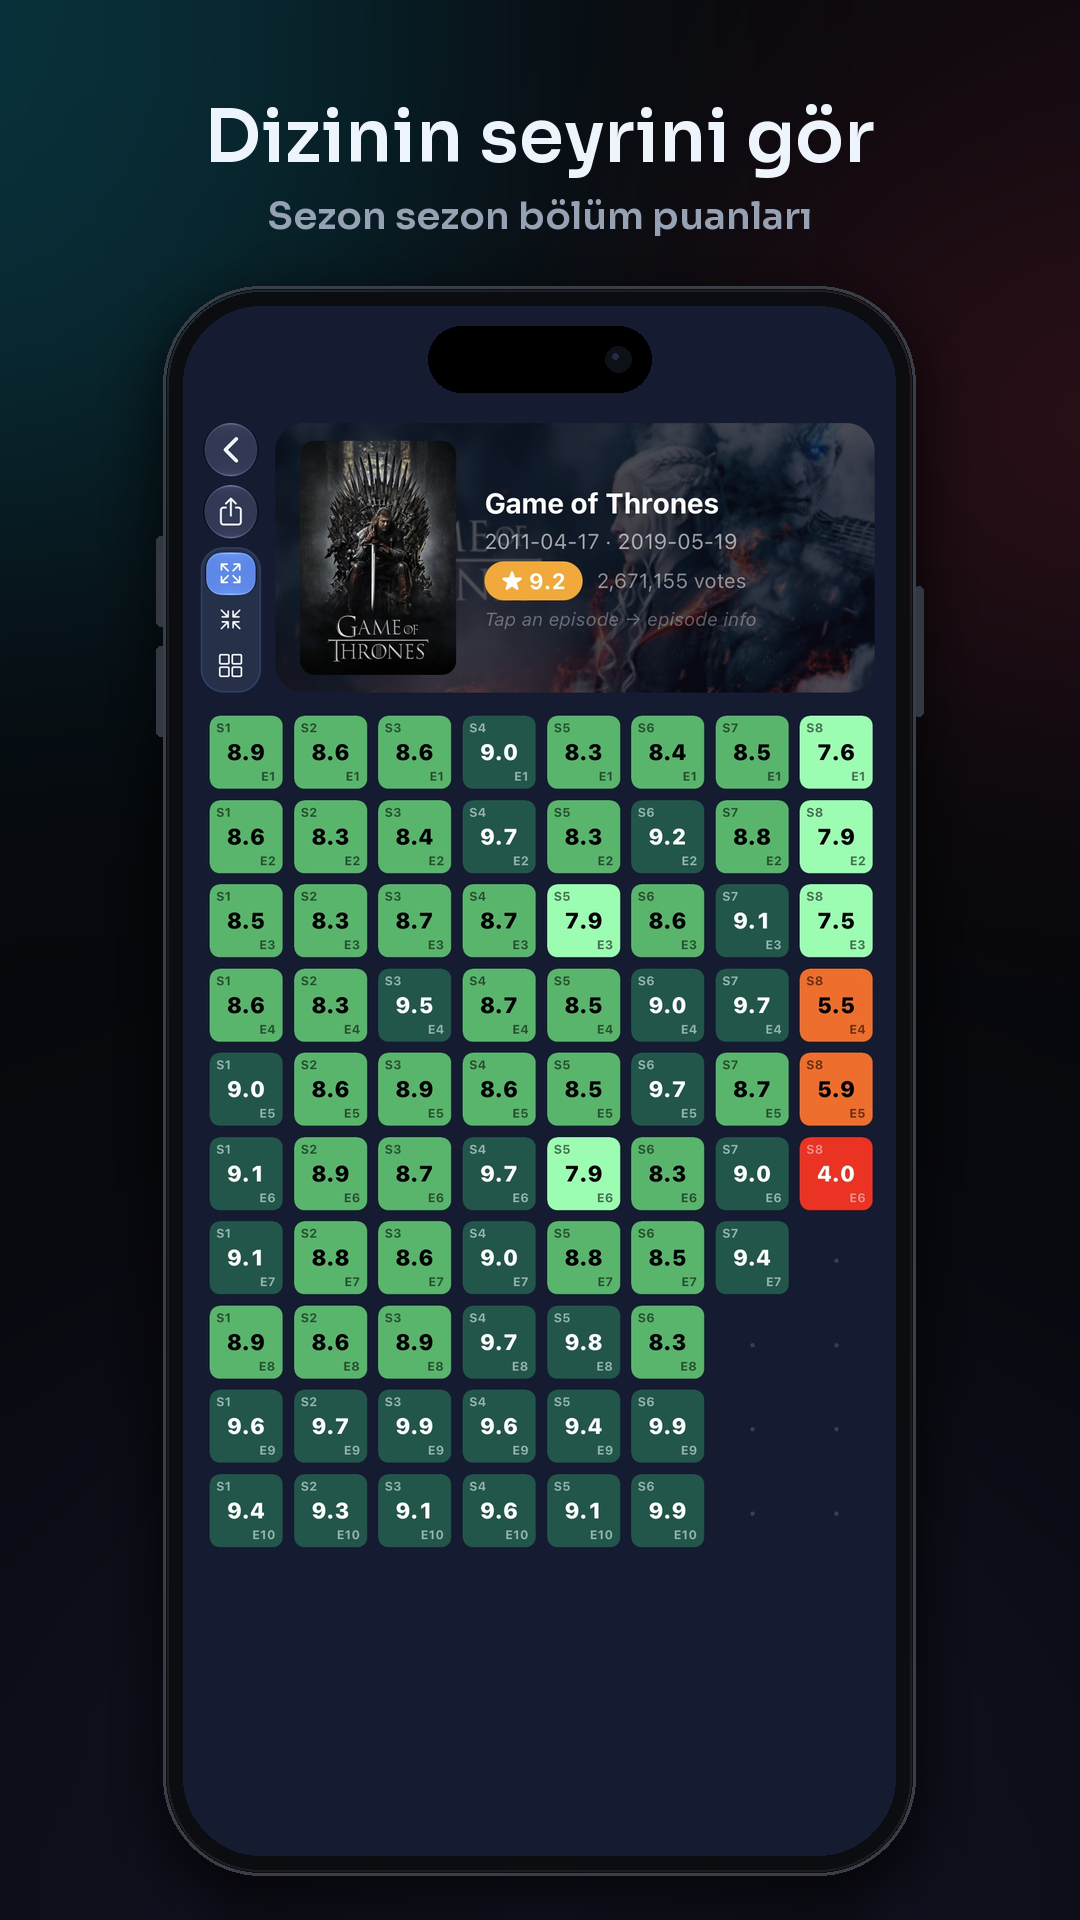 Dizinin seyrini gör
Sezon sezon bölüm puanları
GAME OF
THRONES
Game of Thrones
2011-04-17 · 2019-05-19
★ 9.2 2,671,155 votes
Tap an episode → episode info
S1 8.9 E1 S2 8.6 E1 S3 8.6 E1 S4 9.0 E1 S5 8.3 E1 S6 8.4 E1 S7 8.5 E1 S8 7.6 E1
S1 8.6 E2 S2 8.3 E2 S3 8.4 E2 S4 9.7 E2 S5 8.3 E2 S6 9.2 E2 S7 8.8 E2 S8 7.9 E2
S1 8.5 E3 S2 8.3 E3 S3 8.7 E3 S4 8.7 E3 S5 7.9 E3 S6 8.6 E3 S7 9.1 E3 S8 7.5 E3
S1 8.6 E4 S2 8.3 E4 S3 9.5 E4 S4 8.7 E4 S5 8.5 E4 S6 9.0 E4 S7 9.7 E4 S8 5.5 E4
S1 9.0 E5 S2 8.6 E5 S3 8.9 E5 S4 8.6 E5 S5 8.5 E5 S6 9.7 E5 S7 8.7 E5 S8 5.9 E5
S1 9.1 E6 S2 8.9 E6 S3 8.7 E6 S4 9.7 E6 S5 7.9 E6 S6 8.3 E6 S7 9.0 E6 S8 4.0 E6
S1 9.1 E7 S2 8.8 E7 S3 8.6 E7 S4 9.0 E7 S5 8.8 E7 S6 8.5 E7 S7 9.4 E7
S1 8.9 E8 S2 8.6 E8 S3 8.9 E8 S4 9.7 E8 S5 9.8 E8 S6 8.3 E8
S1 9.6 E9 S2 9.7 E9 S3 9.9 E9 S4 9.6 E9 S5 9.4 E9 S6 9.9 E9
S1 9.4 E10 S2 9.3 E10 S3 9.1 E10 S4 9.6 E10 S5 9.1 E10 S6 9.9 E10